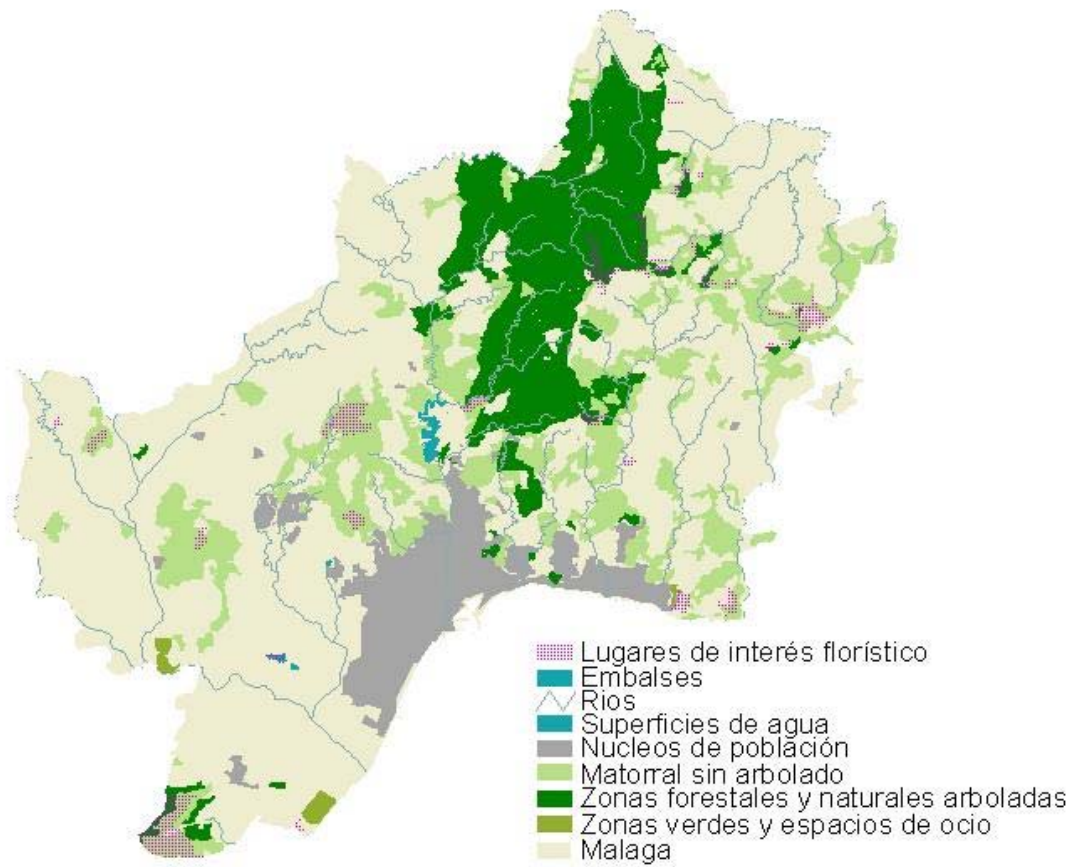 Lugares de interés florístico
Embalses
Rios
Superficies de agua
Nucleos de población
Matorral sin arbolado
Zonas forestales y naturales arboladas
Zonas verdes y espacios de ocio
Malaga